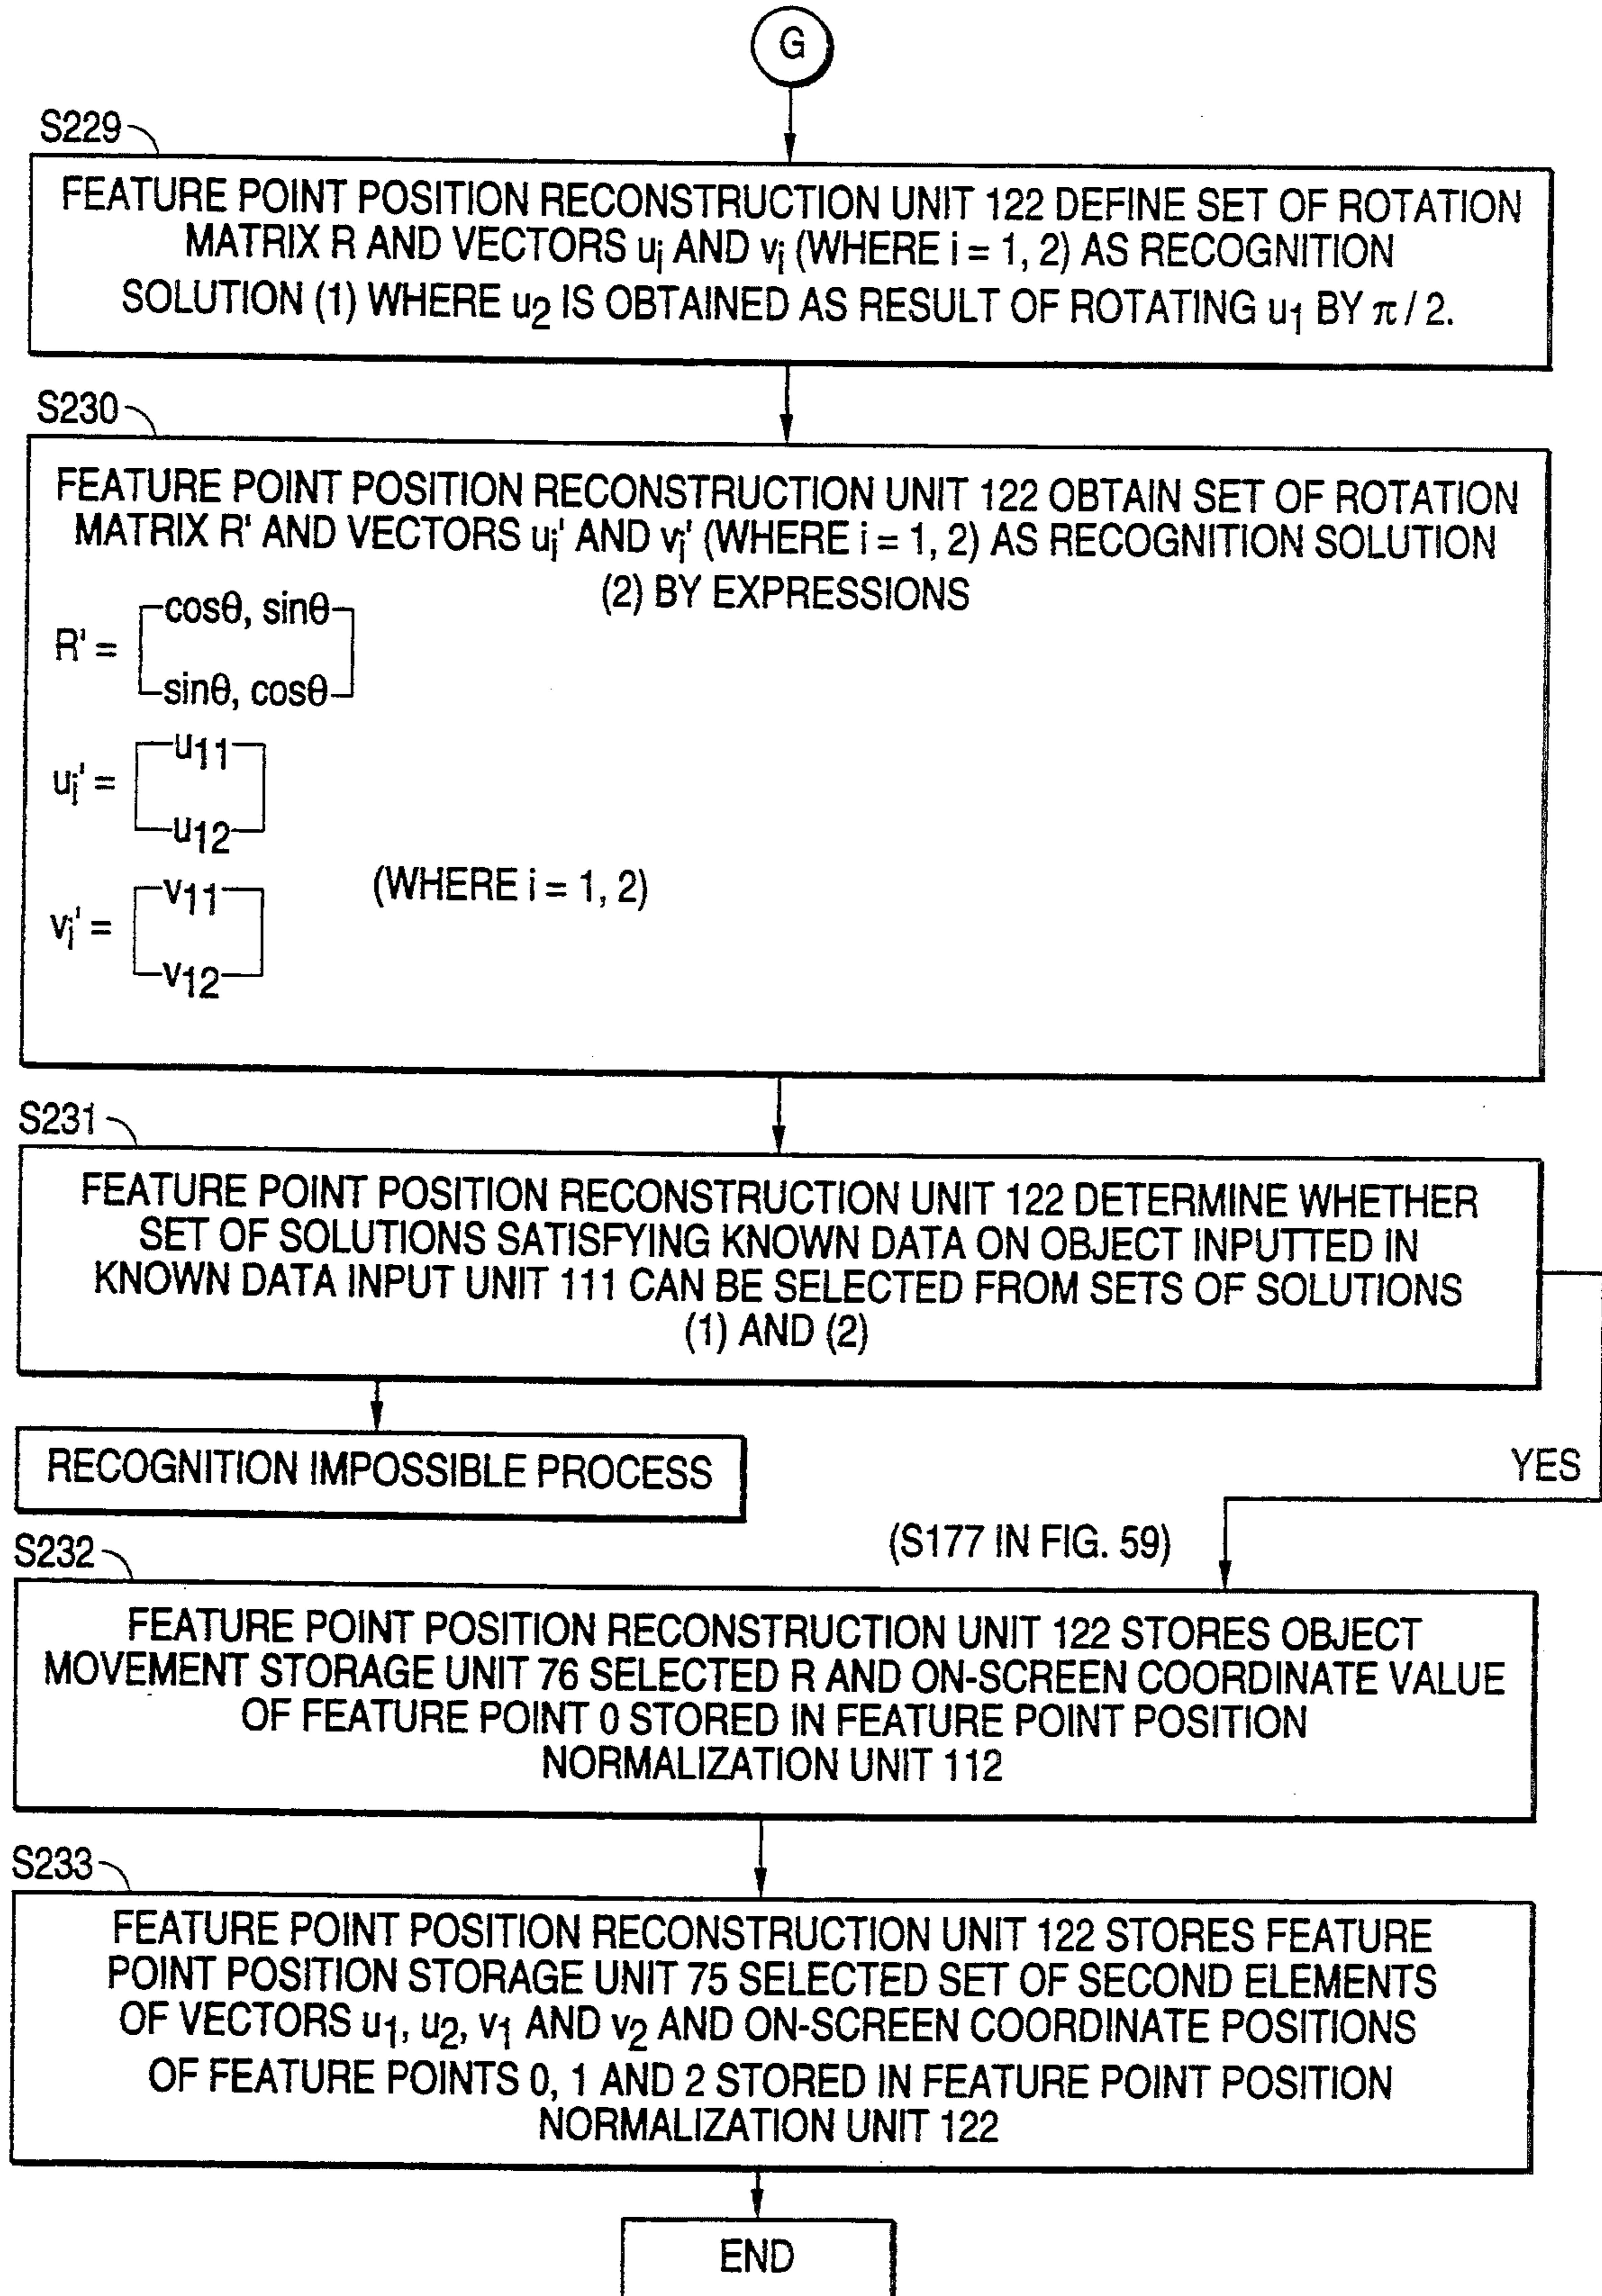 G
S229
FEATURE POINT POSITION RECONSTRUCTION UNIT 122 DEFINE SET OF ROTATION
MATRIX R AND VECTORS ui AND vi (WHERE i = 1, 2) AS RECOGNITION
SOLUTION (1) WHERE u2 IS OBTAINED AS RESULT OF ROTATING u1 BY π / 2.
S230
FEATURE POINT POSITION RECONSTRUCTION UNIT 122 OBTAIN SET OF ROTATION
MATRIX R' AND VECTORS ui' AND vi' (WHERE i = 1, 2) AS RECOGNITION SOLUTION
(2) BY EXPRESSIONS
cosθ, sinθ
R' =
sinθ, cosθ
u11
ui' =
u12
v11
(WHERE i = 1, 2)
vi' =
v12
S231
FEATURE POINT POSITION RECONSTRUCTION UNIT 122 DETERMINE WHETHER
SET OF SOLUTIONS SATISFYING KNOWN DATA ON OBJECT INPUTTED IN
KNOWN DATA INPUT UNIT 111 CAN BE SELECTED FROM SETS OF SOLUTIONS
(1) AND (2)
RECOGNITION IMPOSSIBLE PROCESS
YES
(S177 IN FIG. 59)
S232
FEATURE POINT POSITION RECONSTRUCTION UNIT 122 STORES OBJECT
MOVEMENT STORAGE UNIT 76 SELECTED R AND ON-SCREEN COORDINATE VALUE
OF FEATURE POINT 0 STORED IN FEATURE POINT POSITION
NORMALIZATION UNIT 112
S233
FEATURE POINT POSITION RECONSTRUCTION UNIT 122 STORES FEATURE
POINT POSITION STORAGE UNIT 75 SELECTED SET OF SECOND ELEMENTS
OF VECTORS u1, u2, v1 AND v2 AND ON-SCREEN COORDINATE POSITIONS
OF FEATURE POINTS 0, 1 AND 2 STORED IN FEATURE POINT POSITION
NORMALIZATION UNIT 122
END